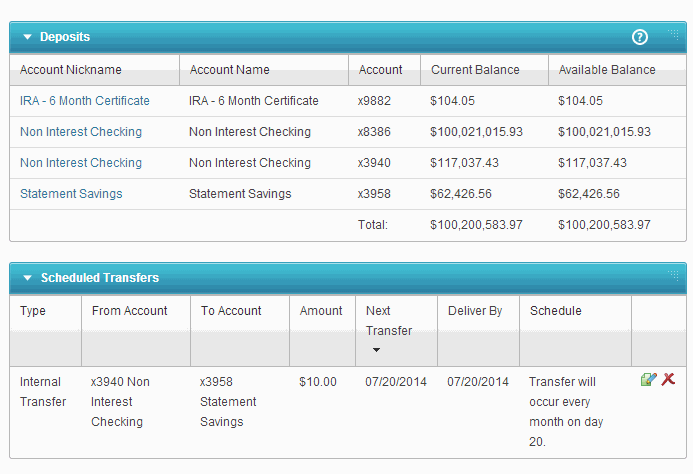 Deposits
Account Nickname Account Name Account Current Balance Available Balance
IRA - 6 Month Certificate IRA - 6 Month Certificate x9882 $104.05 $104.05
Non Interest Checking Non Interest Checking x8386 $100,021,015.93 $100,021,015.93
Non Interest Checking Non Interest Checking x3940 $117,037.43 $117,037.43
Statement Savings Statement Savings x3958 $62,426.56 $62,426.56
Total: $100,200,583.97 $100,200,583.97
Scheduled Transfers
Type From Account To Account Amount Next Deliver By Schedule
Transfer
Internal x3940 Non x3958 $10.00 07/20/2014 07/20/2014 Transfer will
Transfer Interest Statement occur every
Checking Savings month on day
20.